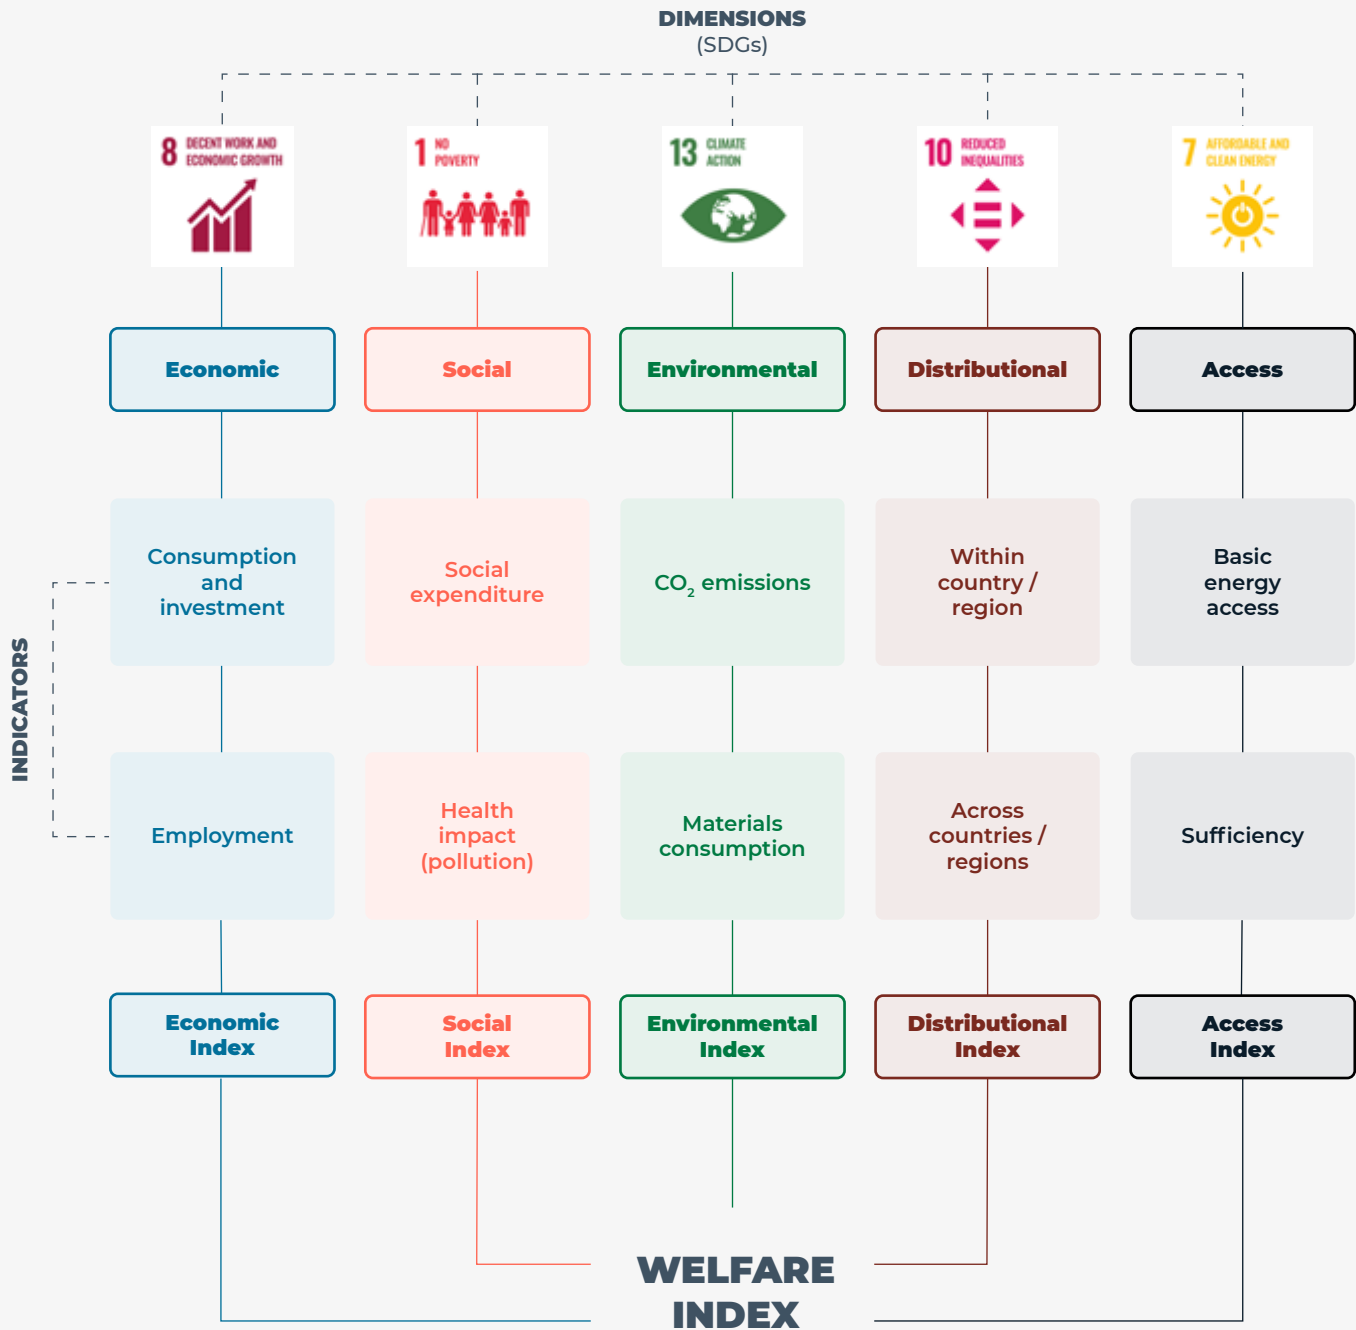 DIMENSIONS
(SDGs)
8 DECENT WORK AND
ECONOMIC GROWTH
1 NO
POVERTY
13 CLIMATE
ACTION
10 REDUCED
INEQUALITIES
7 AFFORDABLE AND
CLEAN ENERGY
Economic
Social
Environmental
Distributional
Access
INDICATORS
Consumption
and
investment
Social
expenditure
CO₂ emissions
Within
country /
region
Basic
energy
access
Employment
Health
impact
(pollution)
Materials
consumption
Across
countries /
regions
Sufficiency
Economic
Index
Social
Index
Environmental
Index
Distributional
Index
Access
Index
WELFARE
INDEX